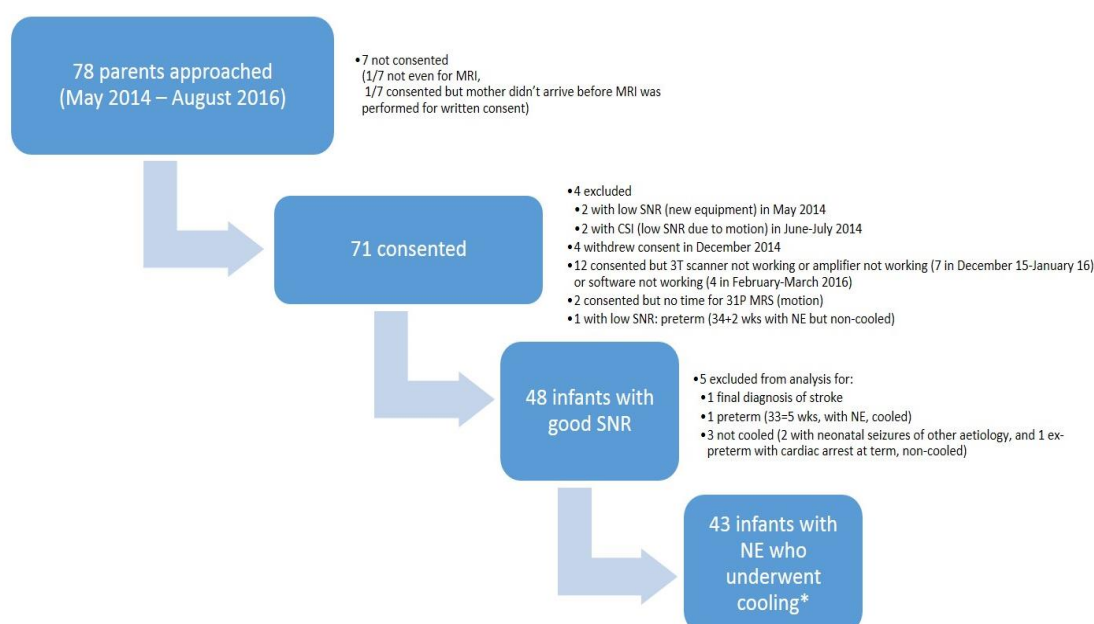 78 parents approached
(May 2014 – August 2016)
•7 not consented
(1/7 not even for MRI,
1/7 consented but mother didn't arrive before MRI was
performed for written consent)
71 consented
•4 excluded
•2 with low SNR (new equipment) in May 2014
•2 with CSI (low SNR due to motion) in June-July 2014
•4 withdrew consent in December 2014
•12 consented but 3T scanner not working or amplifier not working (7 in December 15-January 16)
or software not working (4 in February-March 2016)
•2 consented but no time for 31P MRS (motion)
•1 with low SNR: preterm (34+2 wks with NE but non-cooled)
48 infants with
good SNR
•5 excluded from analysis for:
•1 final diagnosis of stroke
•1 preterm (33=5 wks, with NE, cooled)
•3 not cooled (2 with neonatal seizures of other aetiology, and 1 ex-
preterm with cardiac arrest at term, non-cooled)
43 infants with
NE who
underwent
cooling*